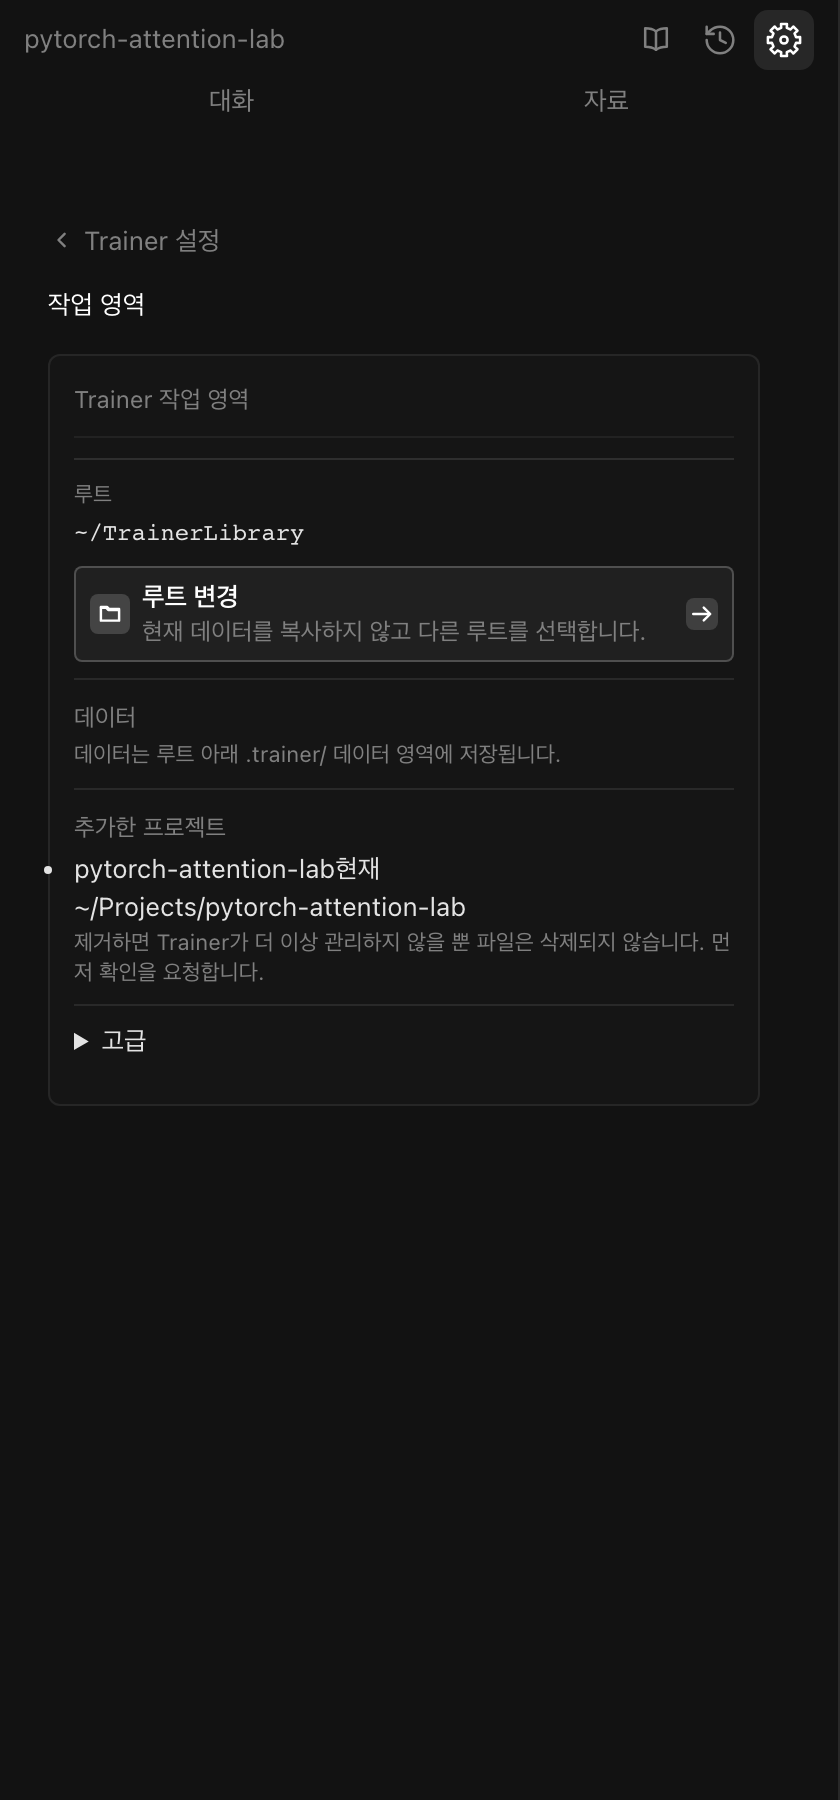 pytorch-attention-lab
대화
자료
Trainer 설정
작업 영역
Trainer 작업 영역
루트
~/TrainerLibrary
루트 변경
현재 데이터를 복사하지 않고 다른 루트를 선택합니다.
데이터
데이터는 루트 아래 .trainer/ 데이터 영역에 저장됩니다.
추가한 프로젝트
pytorch-attention-lab현재
~/Projects/pytorch-attention-lab
제거하면 Trainer가 더 이상 관리하지 않을 뿐 파일은 삭제되지 않습니다. 먼
저 확인을 요청합니다.
고급